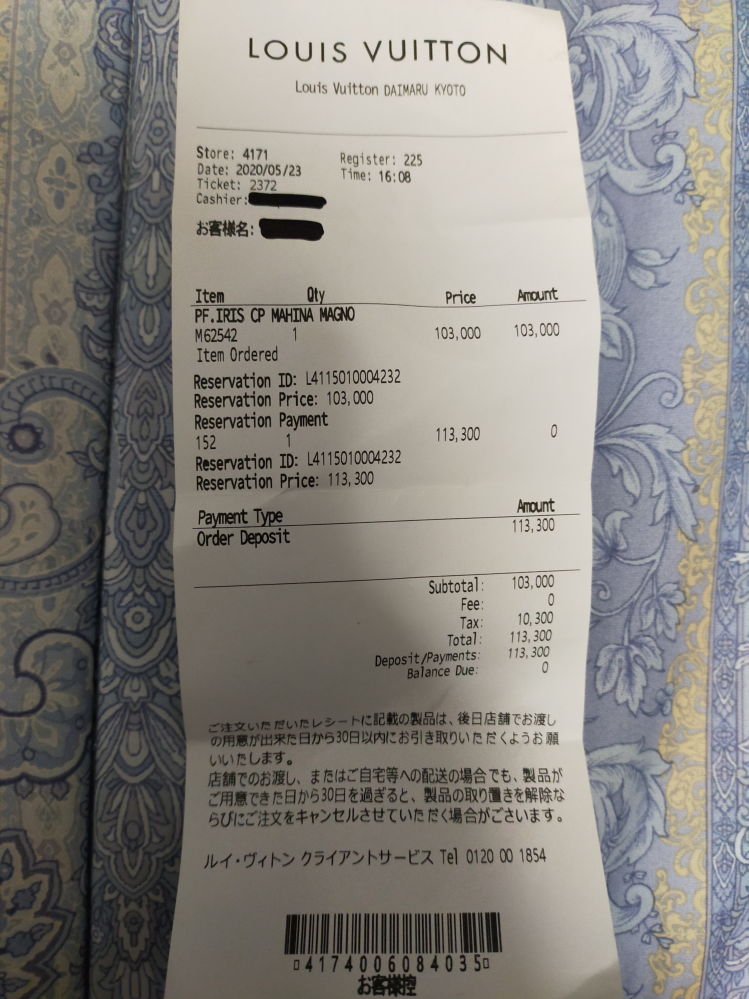 LOUIS VUITTON
Louis Vuitton DAIMARU KYOTO
Store: 4171 Register: 225
Date: 2020/05/23 Time: 16:08
Ticket: 2372
Cashier:
お客様名:
Item Qty Price Amount
PF.IRIS CP MAHINA MAGNO
M62542 1 103,000 103,000
Item Ordered
Reservation ID: L4115010004232
Reservation Price: 103,000
Reservation Payment
152 1 113,300 0
Reservation ID: L4115010004232
Reservation Price: 113,300
Payment Type Amount
Order Deposit 113,300
Subtotal: 103,000
Fee: 0
Tax: 10,300
Total: 113,300
Deposit/Payments: 113,300
Balance Due: 0
ご注文いただいたレシートに記載の製品は、後日店舗でお渡し
の用意が出来た日から30日以内にお引き取りいただくようお願
いいたします。
店舗でのお渡し、またはご自宅等への配送の場合でも、製品が
ご用意できた日から30日を過ぎると、製品の取り置きを解除な
らびにご注文をキャンセルさせていただく場合がございます。
ルイ・ヴィトン クライアントサービス Tel 0120 00 1854
4174006084035
お客様控